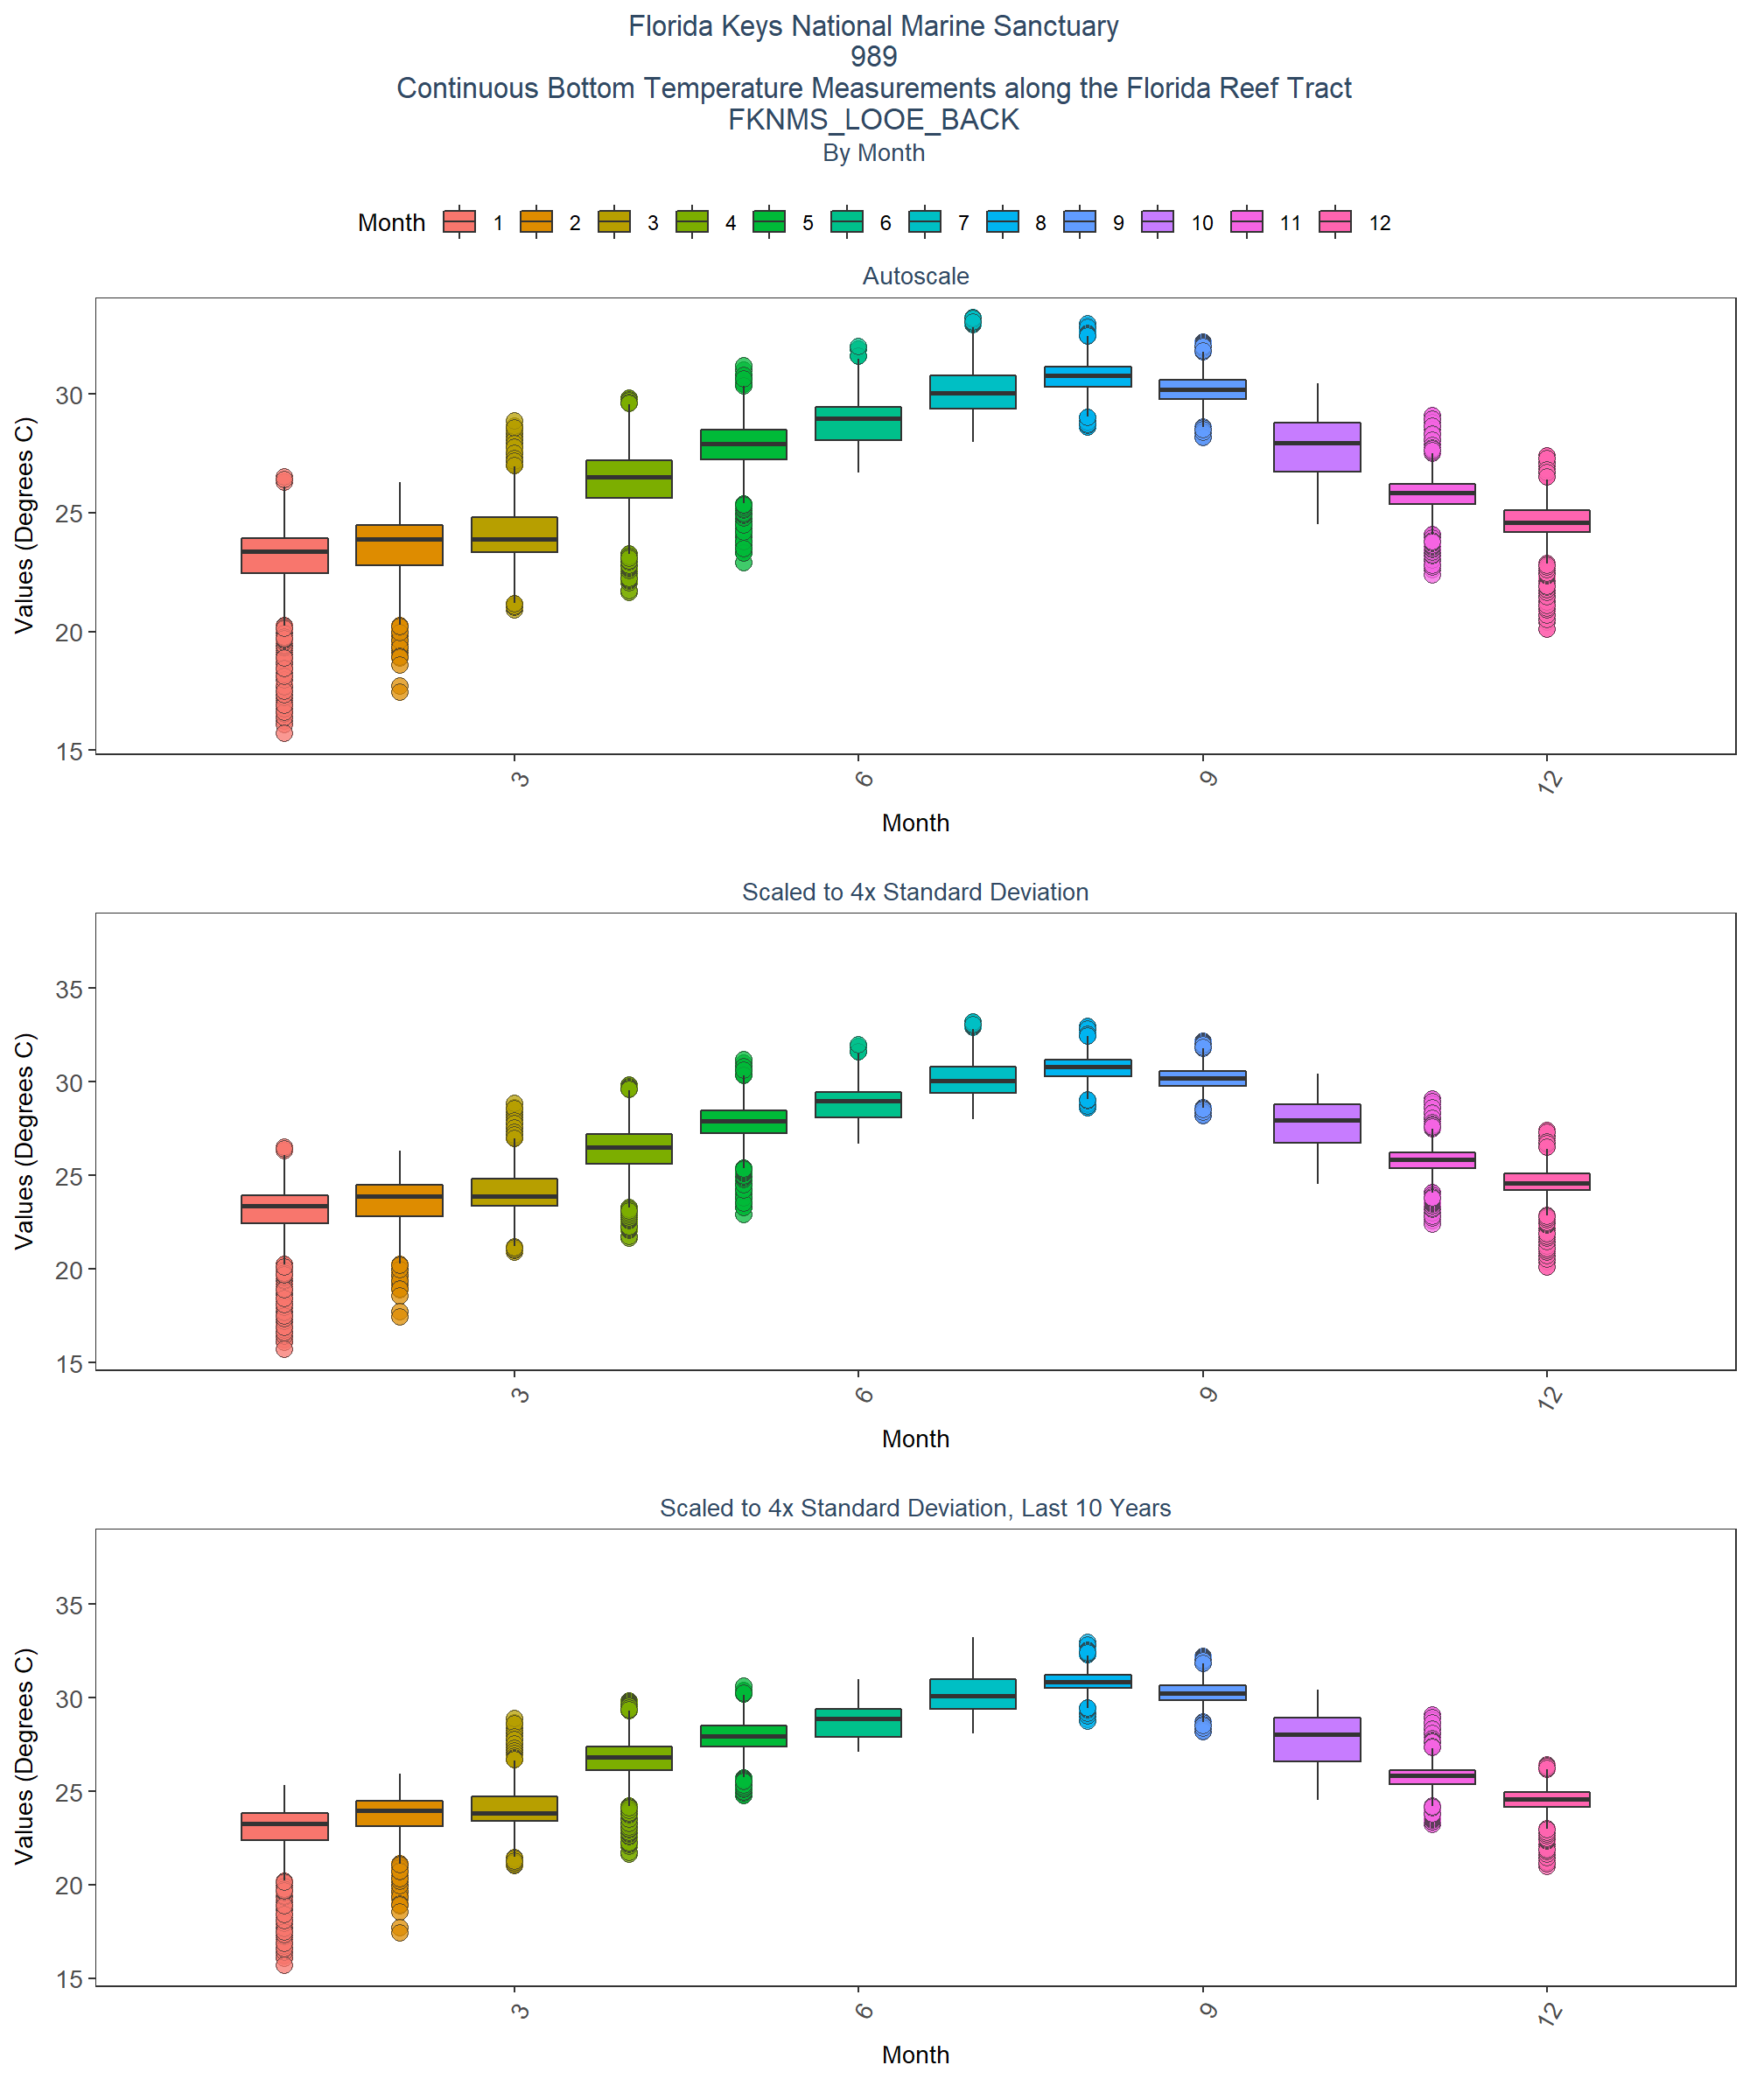 Florida Keys National Marine Sanctuary
989
Continuous Bottom Temperature Measurements along the Florida Reef Tract
FKNMS_LOOE_BACK
By Month
Month 1 2 3 4 5 6 7 8 9 10 11 12
Autoscale
Values (Degrees C)
30
25
20
15
3 6 9 12
Month
Scaled to 4x Standard Deviation
Values (Degrees C)
35
30
25
20
15
3 6 9 12
Month
Scaled to 4x Standard Deviation, Last 10 Years
Values (Degrees C)
35
30
25
20
15
3 6 9 12
Month